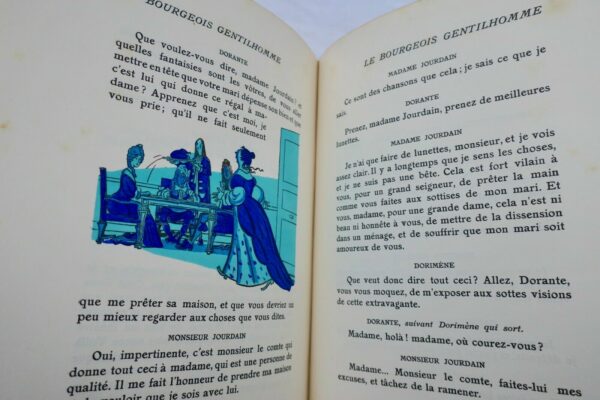 BOURGEOIS GENTILHOMME
DORANTE
Que voulez-vous dire, madame Jourdain? et
quelles fantaisies sont les vôtres, de vous aller
mettre en tête que votre mari dépense son bien et que
c'est lui qui donne ce régal à ma-
dame? Apprenez que c'est moi, je
vous prie; qu'il ne fait seulement
que me prêter sa maison, et que vous devriez un
peu mieux regarder aux choses que vous dites.
MONSIEUR JOURDAIN
Oui, impertinente, c'est monsieur le comte qui
donne tout ceci à madame, qui est une personne de
qualité. Il me fait l'honneur de prendre ma maison
vouloir que je sois avec lui.
LE BOURGEOIS GENTILHOMME
MADAME JOURDAIN
Ce sont des chansons que cela; je sais ce que je
sais.
DORANTE
Prenez, madame Jourdain, prenez de meilleures
lunettes.
MADAME JOURDAIN
Je n'ai que faire de lunettes, monsieur, et je vois
assez clair. Il y a longtemps que je sens les choses,
et je ne suis pas une bête. Cela est fort vilain à
vous, pour un grand seigneur, de prêter la main
comme vous faites aux sottises de mon mari. Et
vous, madame, pour une grande dame, cela n'est ni
beau ni honnête à vous, de mettre de la dissension
dans un ménage, et de souffrir que mon mari soit
amoureux de vous.
DORIMÈNE
Que veut donc dire tout ceci? Allez, Dorante,
vous vous moquez, de m'exposer aux sottes visions
de cette extravagante.
DORANTE, suivant Dorimène qui sort.
Madame, holà! madame, où courez-vous?
MONSIEUR JOURDAIN
Madame... Monsieur le comte, faites-lui mes
excuses, et tâchez de la ramener.